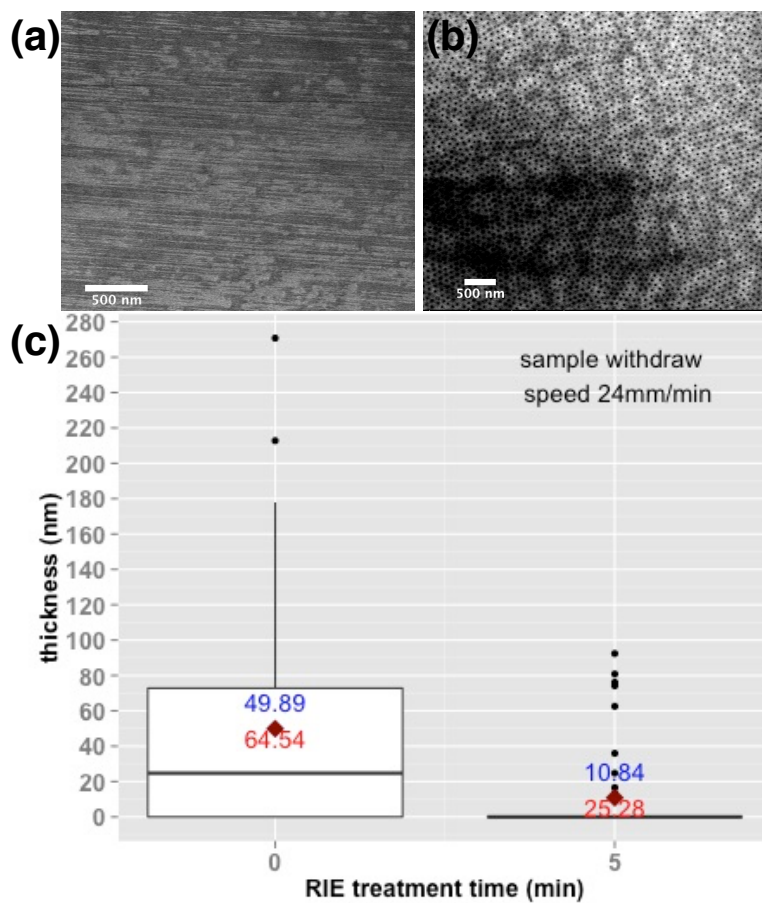 (a)
(b)
500 nm
500 nm
(c)
280
260
240
220
200
180
160
140
120
100
80
60
40
20
0
thickness (nm)
sample withdraw
speed 24mm/min
49.89
64.54
10.84
25.28
0
5
RIE treatment time (min)